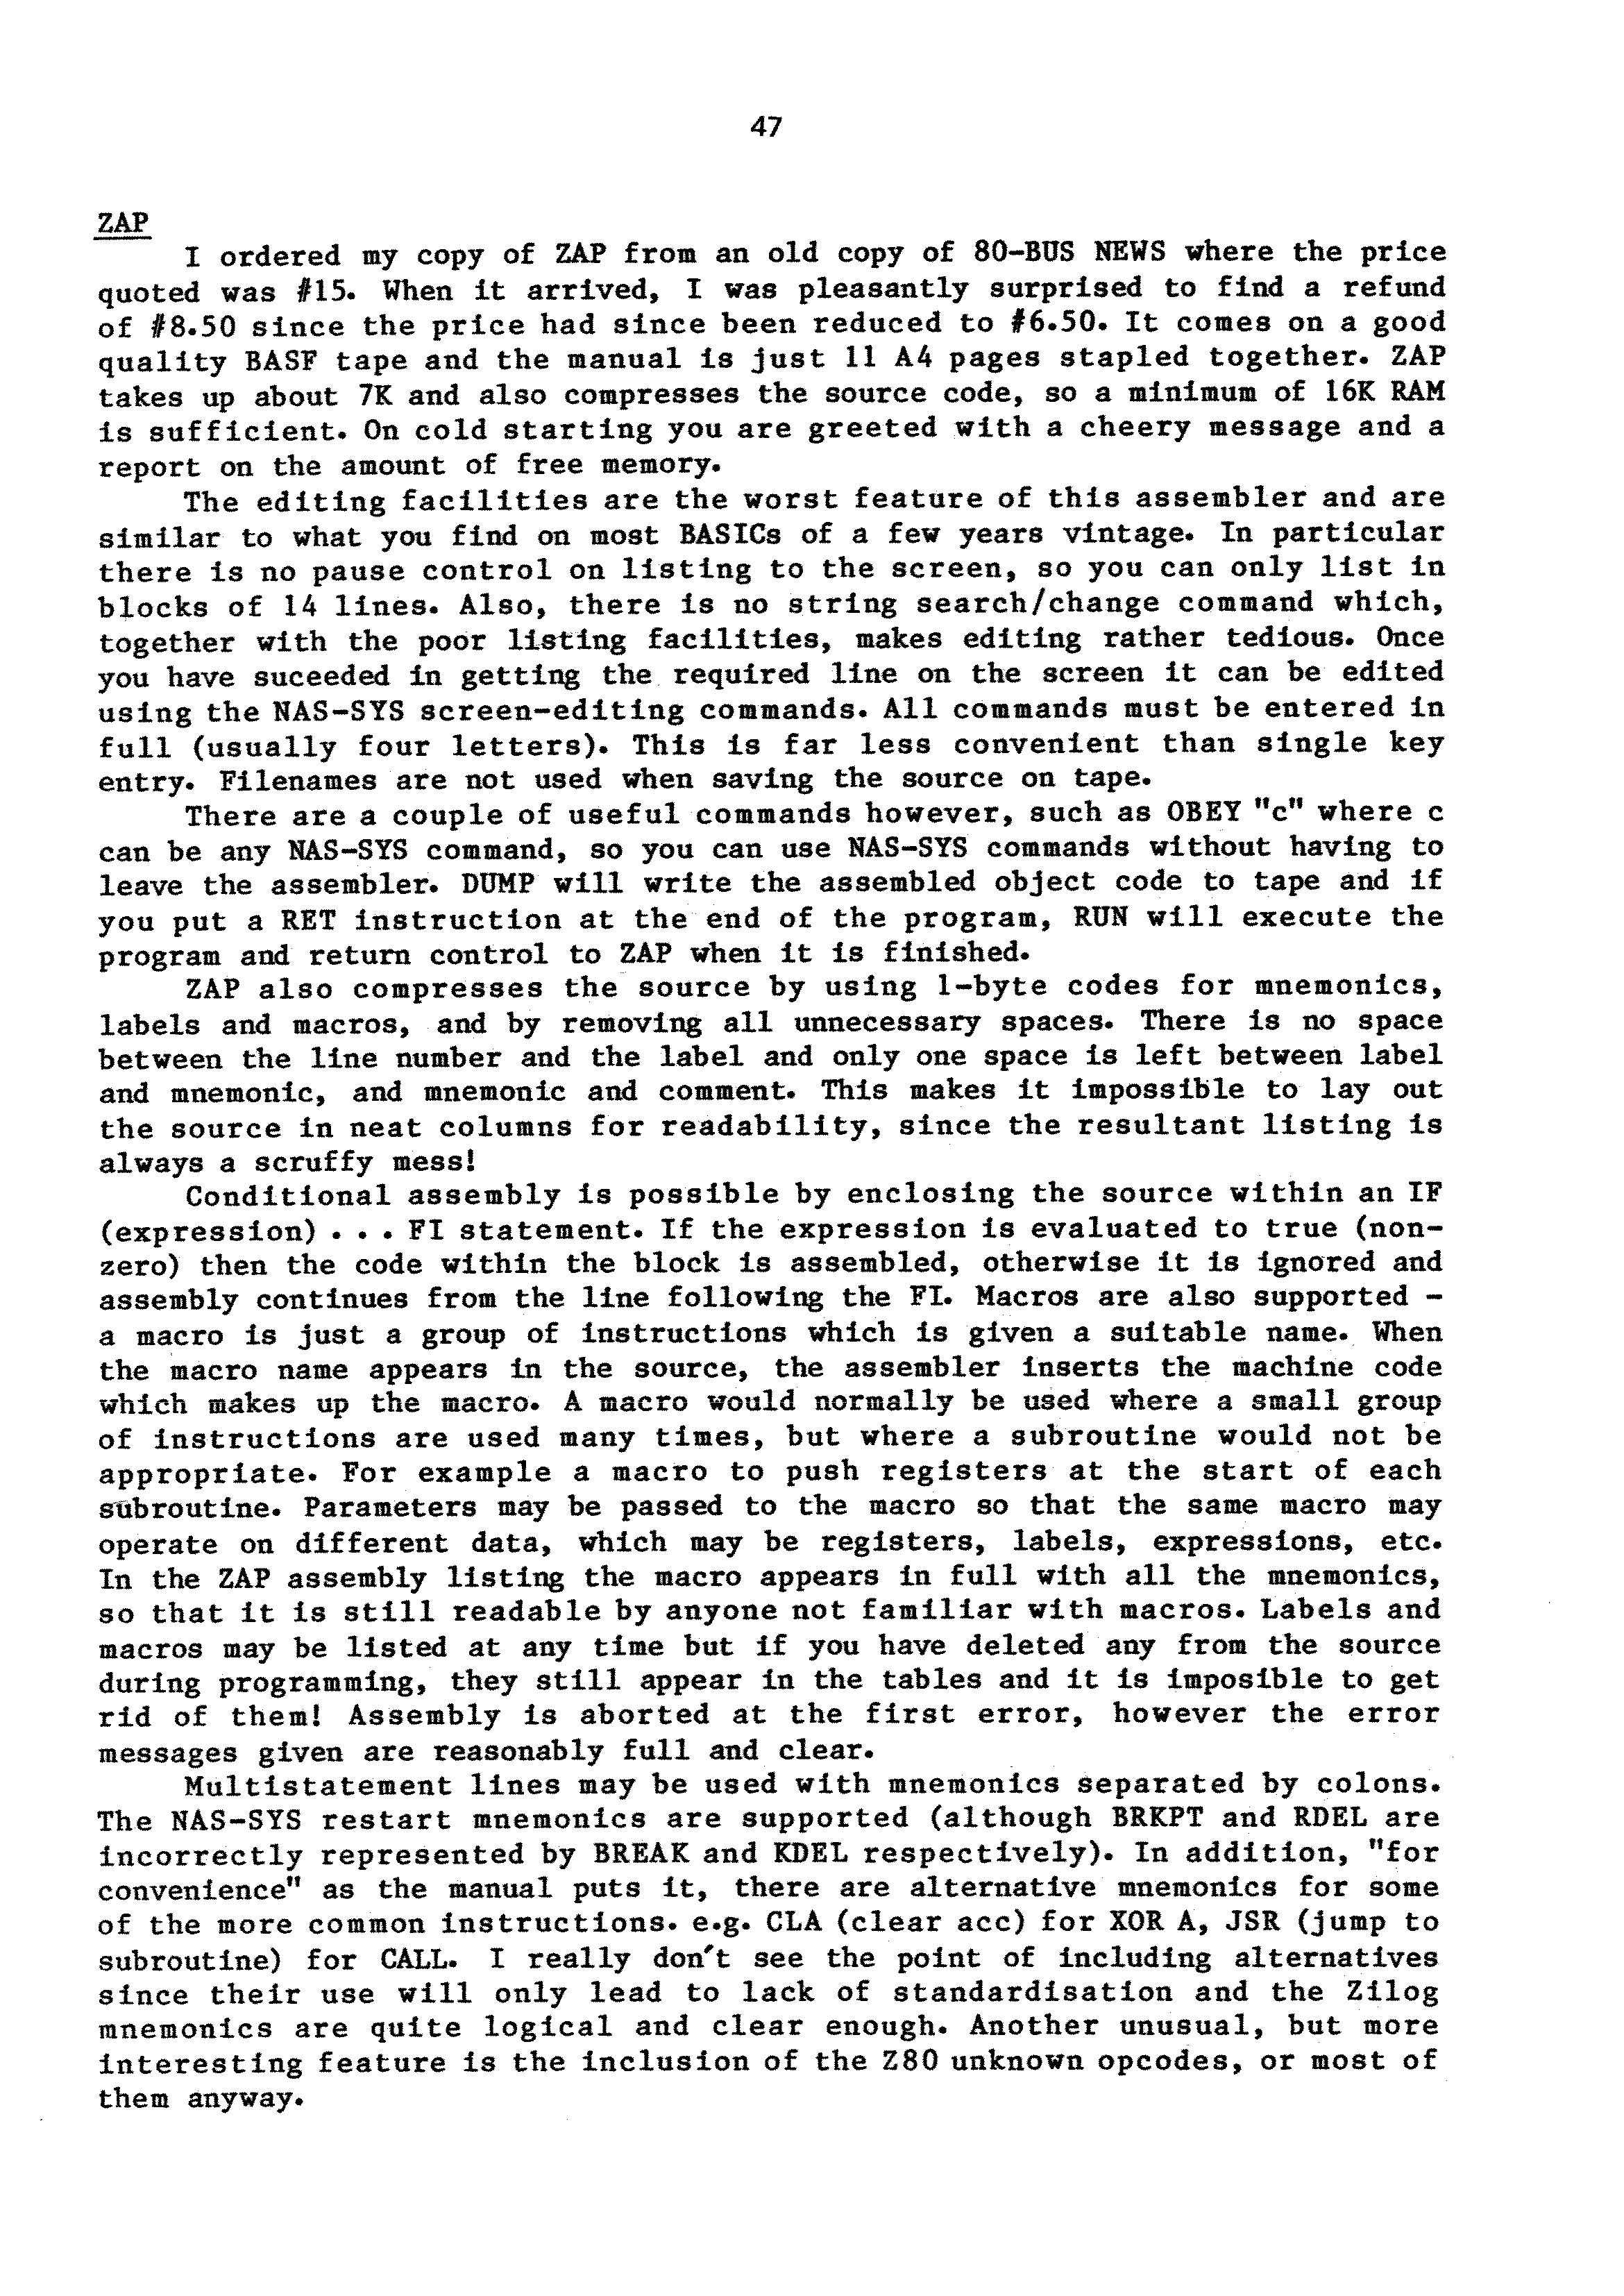 47
ZAP
I ordered my copy of ZAP from an old copy of 80-BUS NEWS where the price
quoted was #15. When it arrived, I was pleasantly surprised to find a refund
of #8.50 since the price had since been reduced to #6.50. It comes on a good
quality BASF tape and the manual is just 11 A4 pages stapled together. ZAP
takes up about 7K and also compresses the source code, so a minimum of 16K RAM
is sufficient. On cold starting you are greeted with a cheery message and a
report on the amount of free memory.
The editing facilities are the worst feature of this assembler and are
similar to what you find on most BASICs of a few years vintage. In particular
there is no pause control on listing to the screen, so you can only list in
blocks of 14 lines. Also, there is no string search/change command which,
together with the poor listing facilities, makes editing rather tedious. Once
you have suceeded in getting the required line on the screen it can be edited
using the NAS-SYS screen-editing commands. All commands must be entered in
full (usually four letters). This is far less convenient than single key
entry. Filenames are not used when saving the source on tape.
There are a couple of useful commands however, such as OBEY "c" where c
can be any NAS-SYS command, so you can use NAS-SYS commands without having to
leave the assembler. DUMP will write the assembled object code to tape and if
you put a RET instruction at the end of the program, RUN will execute the
program and return control to ZAP when it is finished.
ZAP also compresses the source by using 1-byte codes for mnemonics,
labels and macros, and by removing all unnecessary spaces. There is no space
between the line number and the label and only one space is left between label
and mnemonic, and mnemonic and comment. This makes it impossible to lay out
the source in neat columns for readability, since the resultant listing is
always a scruffy mess!
Conditional assembly is possible by enclosing the source within an IF
(expression) . . . FI statement. If the expression is evaluated to true (non-
zero) then the code within the block is assembled, otherwise it is ignored and
assembly continues from the line following the FI. Macros are also supported -
a macro is just a group of instructions which is given a suitable name. When
the macro name appears in the source, the assembler inserts the machine code
which makes up the macro. A macro would normally be used where a small group
of instructions are used many times, but where a subroutine would not be
appropriate. For example a macro to push registers at the start of each
subroutine. Parameters may be passed to the macro so that the same macro may
operate on different data, which may be registers, labels, expressions, etc.
In the ZAP assembly listing the macro appears in full with all the mnemonics,
so that it is still readable by anyone not familiar with macros. Labels and
macros may be listed at any time but if you have deleted any from the source
during programming, they still appear in the tables and it is imposible to get
rid of them! Assembly is aborted at the first error, however the error
messages given are reasonably full and clear.
Multistatement lines may be used with mnemonics separated by colons.
The NAS-SYS restart mnemonics are supported (although BRKPT and RDEL are
incorrectly represented by BREAK and KDEL respectively). In addition, "for
convenience" as the manual puts it, there are alternative mnemonics for some
of the more common instructions. e.g. CLA (clear acc) for XOR A, JSR (jump to
subroutine) for CALL. I really don't see the point of including alternatives
since their use will only lead to lack of standardisation and the Zilog
mnemonics are quite logical and clear enough. Another unusual, but more
interesting feature is the inclusion of the Z80 unknown opcodes, or most of
them anyway.